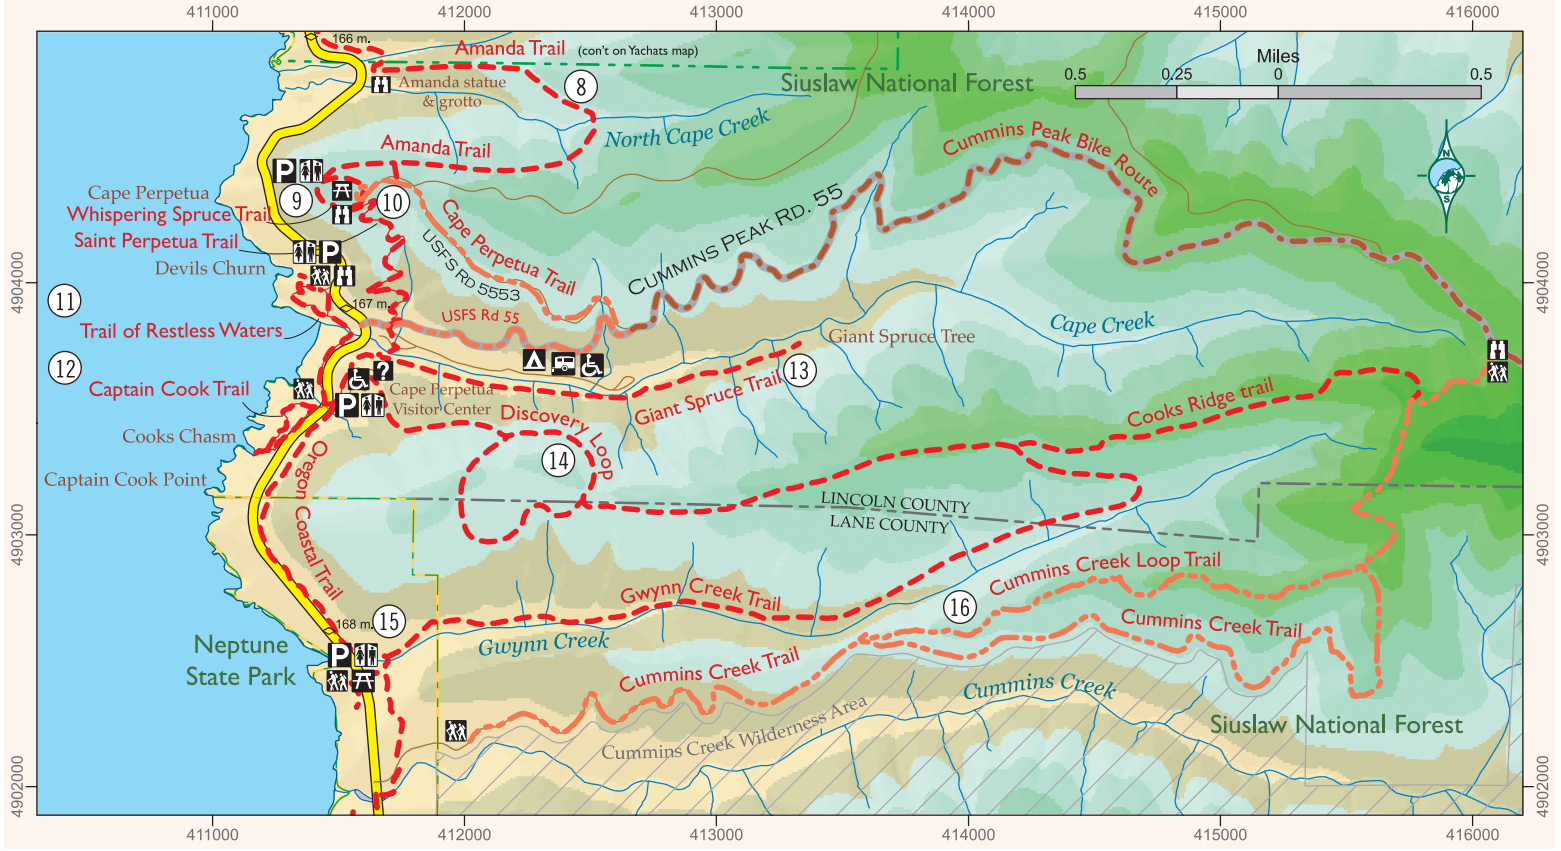 411000
412000
413000
414000
415000
416000
166 m.
Amanda Trail (con't on Yachats map)
Miles
0.5
0.25
0
0.5
Siuslaw National Forest
Amanda statue
& grotto
8
North Cape Creek
Cummins Peak Bike Route
N
S
Amanda Trail
P
Cape Perpetua
9
10
Whispering Spruce Trail
Saint Perpetua Trail
P
Devils Churn
Cape Perpetua Trail
USFS RD 5553
CUMMINS PEAK RD. 55
4904000
4904000
11
167 m.
Trail of Restless Waters
USFS Rd 55
Cape Creek
Giant Spruce Tree
12
13
?
Captain Cook Trail
Cape Perpetua
Visitor Center
P
Giant Spruce Trail
Cooks Ridge trail
Discovery Loop
Cooks Chasm
14
Captain Cook Point
Oregon Coastal Trail
LINCOLN COUNTY
LANE COUNTY
4903000
4903000
Cummins Creek Loop Trail
Gwynn Creek Trail
16
15
168 m.
Cummins Creek Trail
Neptune
State Park
P
Gwynn Creek
Cummins Creek Trail
Cummins Creek
Cummins Creek Wilderness Area
Siuslaw National Forest
4902000
4902000
411000
412000
413000
414000
415000
416000